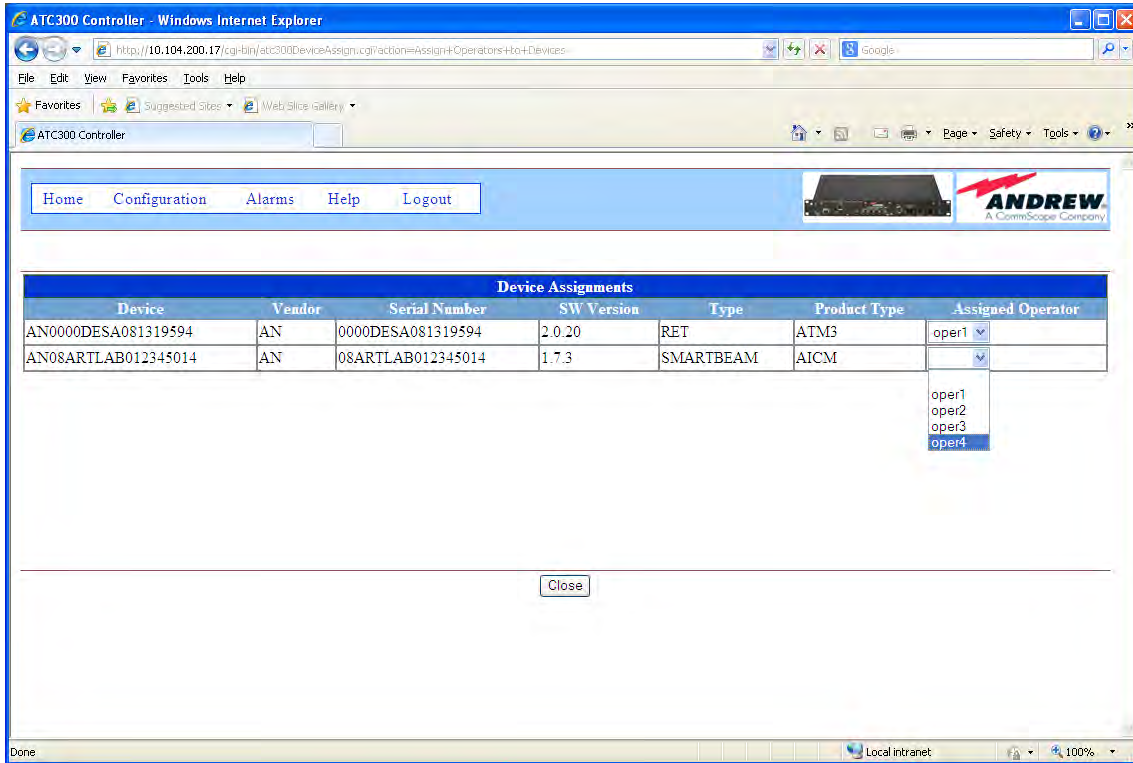 ATC300 Controller - Windows Internet Explorer
http://10.104.200.17/cgi-bin/atc300DeviceAssign.cgi?action=Assign+Operators+to+Devices
Google
File Edit View Favorites Tools Help
Favorites Suggested Sites Web Slice Gallery
ATC300 Controller
Page Safety Tools
Home Configuration Alarms Help Logout
ANDREW.
A CommScope Company
Device Assignments
Device Vendor Serial Number SW Version Type Product Type Assigned Operator
AN0000DESA081319594 AN 0000DESA081319594 2.0.20 RET ATM3 oper1
AN08ARTLAB012345014 AN 08ARTLAB012345014 1.7.3 SMARTBEAM AICM
oper1
oper2
oper3
oper4
Close
Done Local intranet 100%